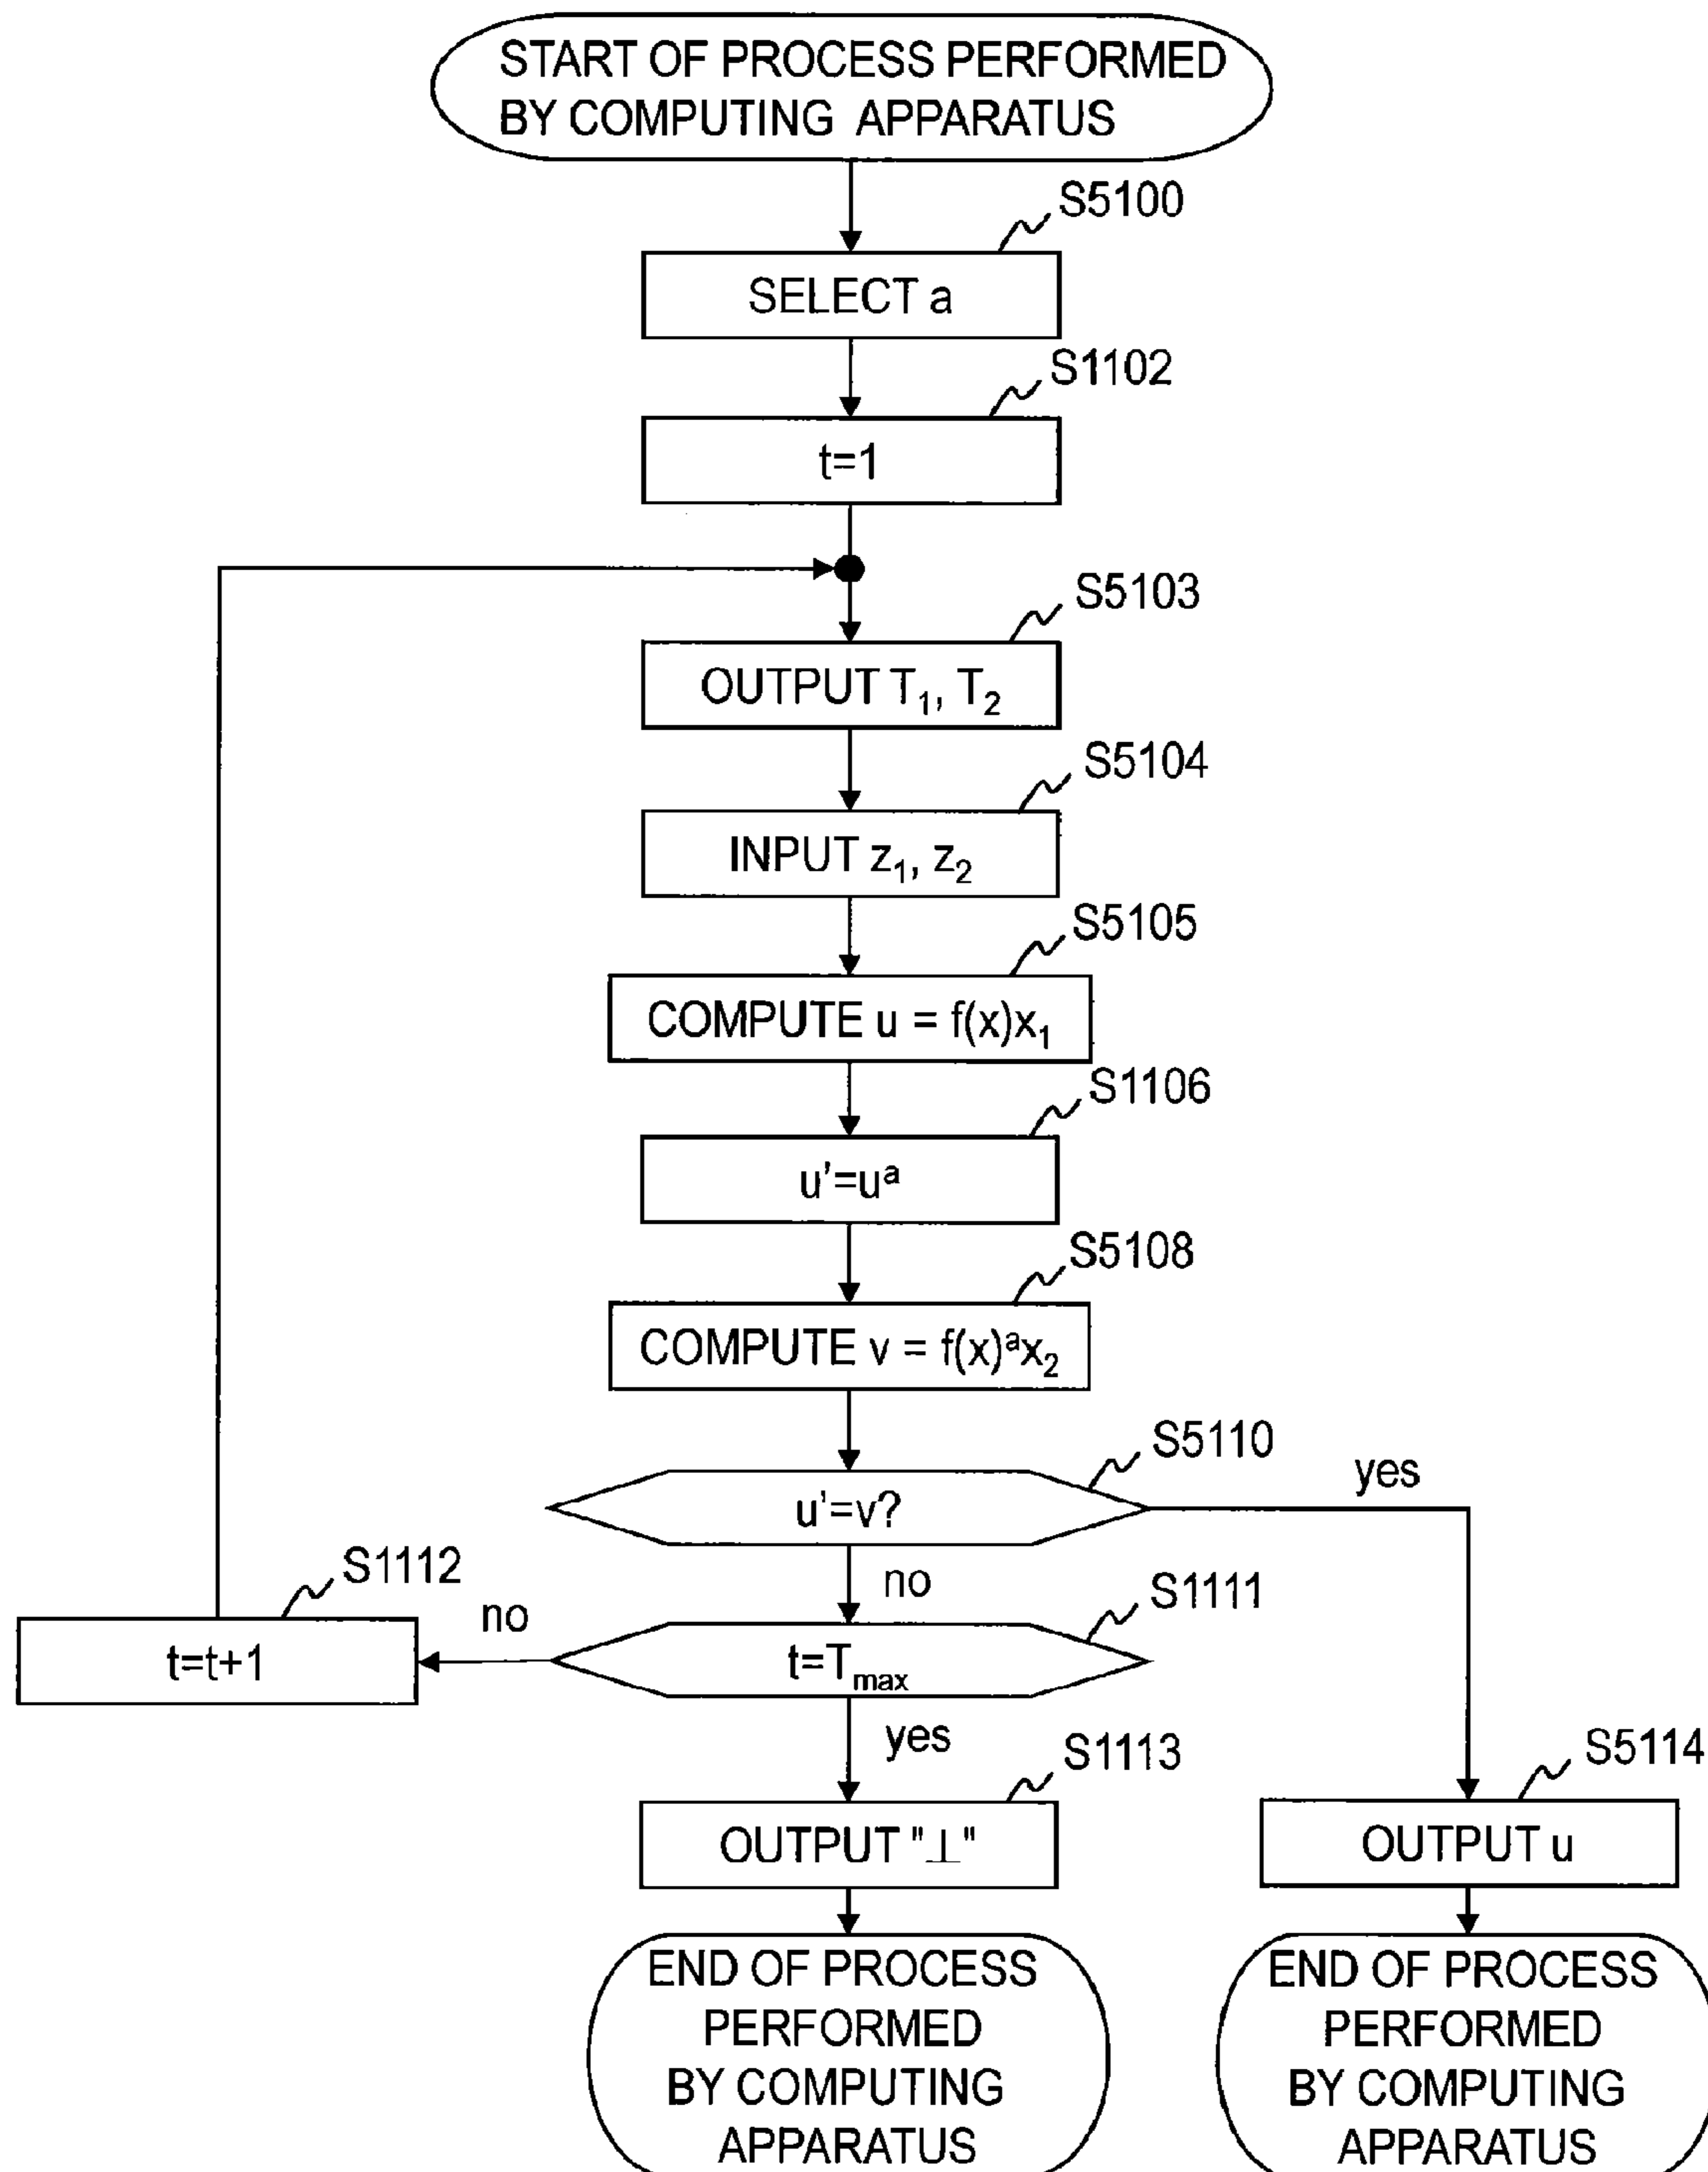 START OF PROCESS PERFORMED
BY COMPUTING APPARATUS
S5100
SELECT a
S1102
t=1
S5103
OUTPUT T₁, T₂
S5104
INPUT z₁, z₂
S5105
COMPUTE u = f(x)x₁
S1106
u'=uᵃ
S5108
COMPUTE v = f(x)ᵃx₂
S5110
yes
u'=v?
no
S1112
no
S1111
t=t+1
t=Tₘₐₓ
yes
S1113
S5114
OUTPUT "⊥"
OUTPUT u
END OF PROCESS
PERFORMED
BY COMPUTING
APPARATUS
END OF PROCESS
PERFORMED
BY COMPUTING
APPARATUS